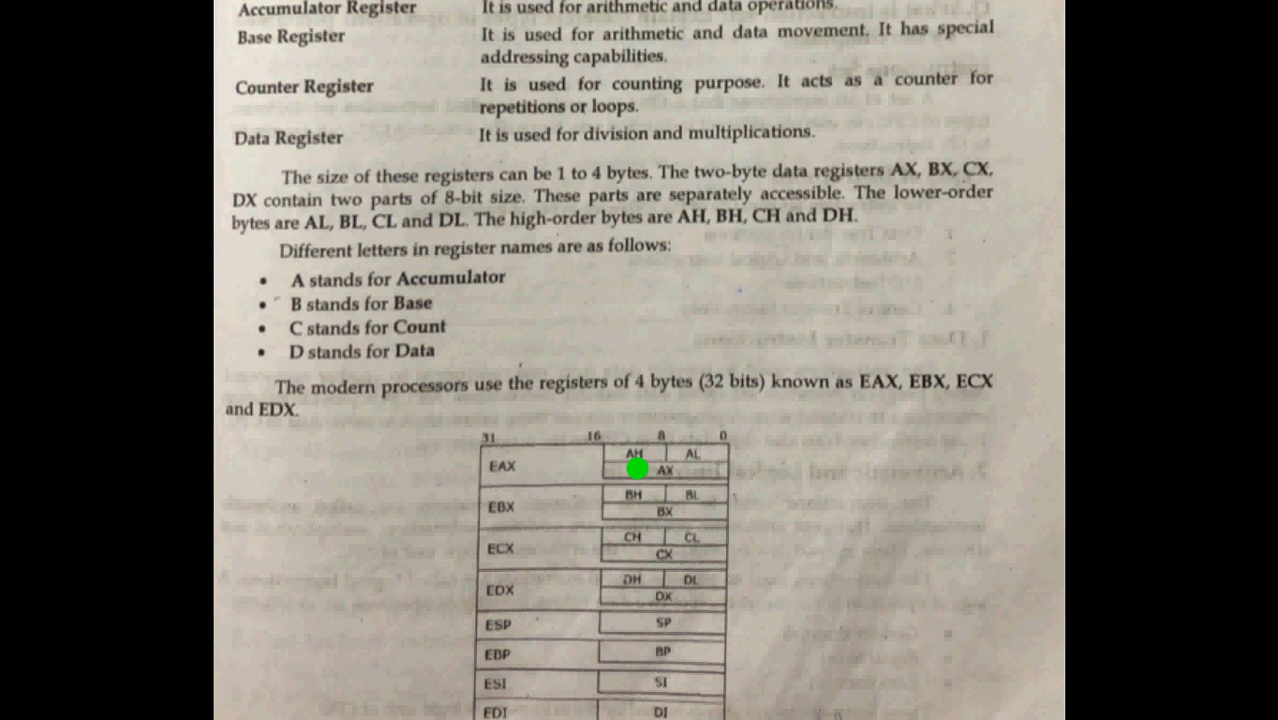 Accumulator Register It is used for arithmetic and data operations.
Base Register It is used for arithmetic and data movement. It has special
addressing capabilities.
Counter Register It is used for counting purpose. It acts as a counter for
repetitions or loops.
Data Register It is used for division and multiplications.
The size of these registers can be 1 to 4 bytes. The two-byte data registers AX, BX, CX,
DX contain two parts of 8-bit size. These parts are separately accessible. The lower-order
bytes are AL, BL, CL and DL. The high-order bytes are AH, BH, CH and DH.
Different letters in register names are as follows:
• A stands for Accumulator
• B stands for Base
• C stands for Count
• D stands for Data
The modern processors use the registers of 4 bytes (32 bits) known as EAX, EBX, ECX
and EDX.
31 16 8 0
AH AL
EAX AX
BH BL
EBX BX
CH CL
ECX CX
DH DL
EDX DX
ESP SP
EBP BP
ESI SI
EDI DI